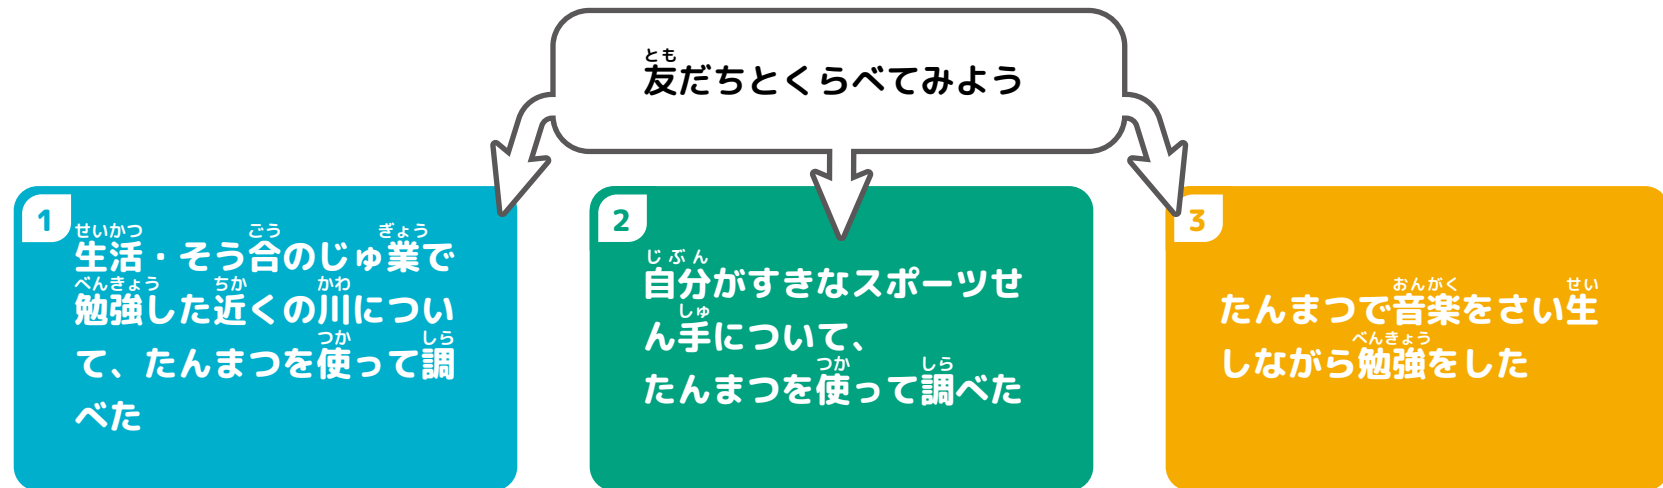 とも
友だちとくらべてみよう
1
せいかつ ごう ぎょう
生活・そう合のじゅ業で
べんきょう ちか かわ
勉強した近くの川につい
つか しら
て、たんまつを使って調
べた
2
じぶん
自分がすきなスポーツせ
しゅ
ん手について、
つか しら
たんまつを使って調べた
3
おんがく せい
たんまつで音楽をさい生
べんきょう
しながら勉強をした